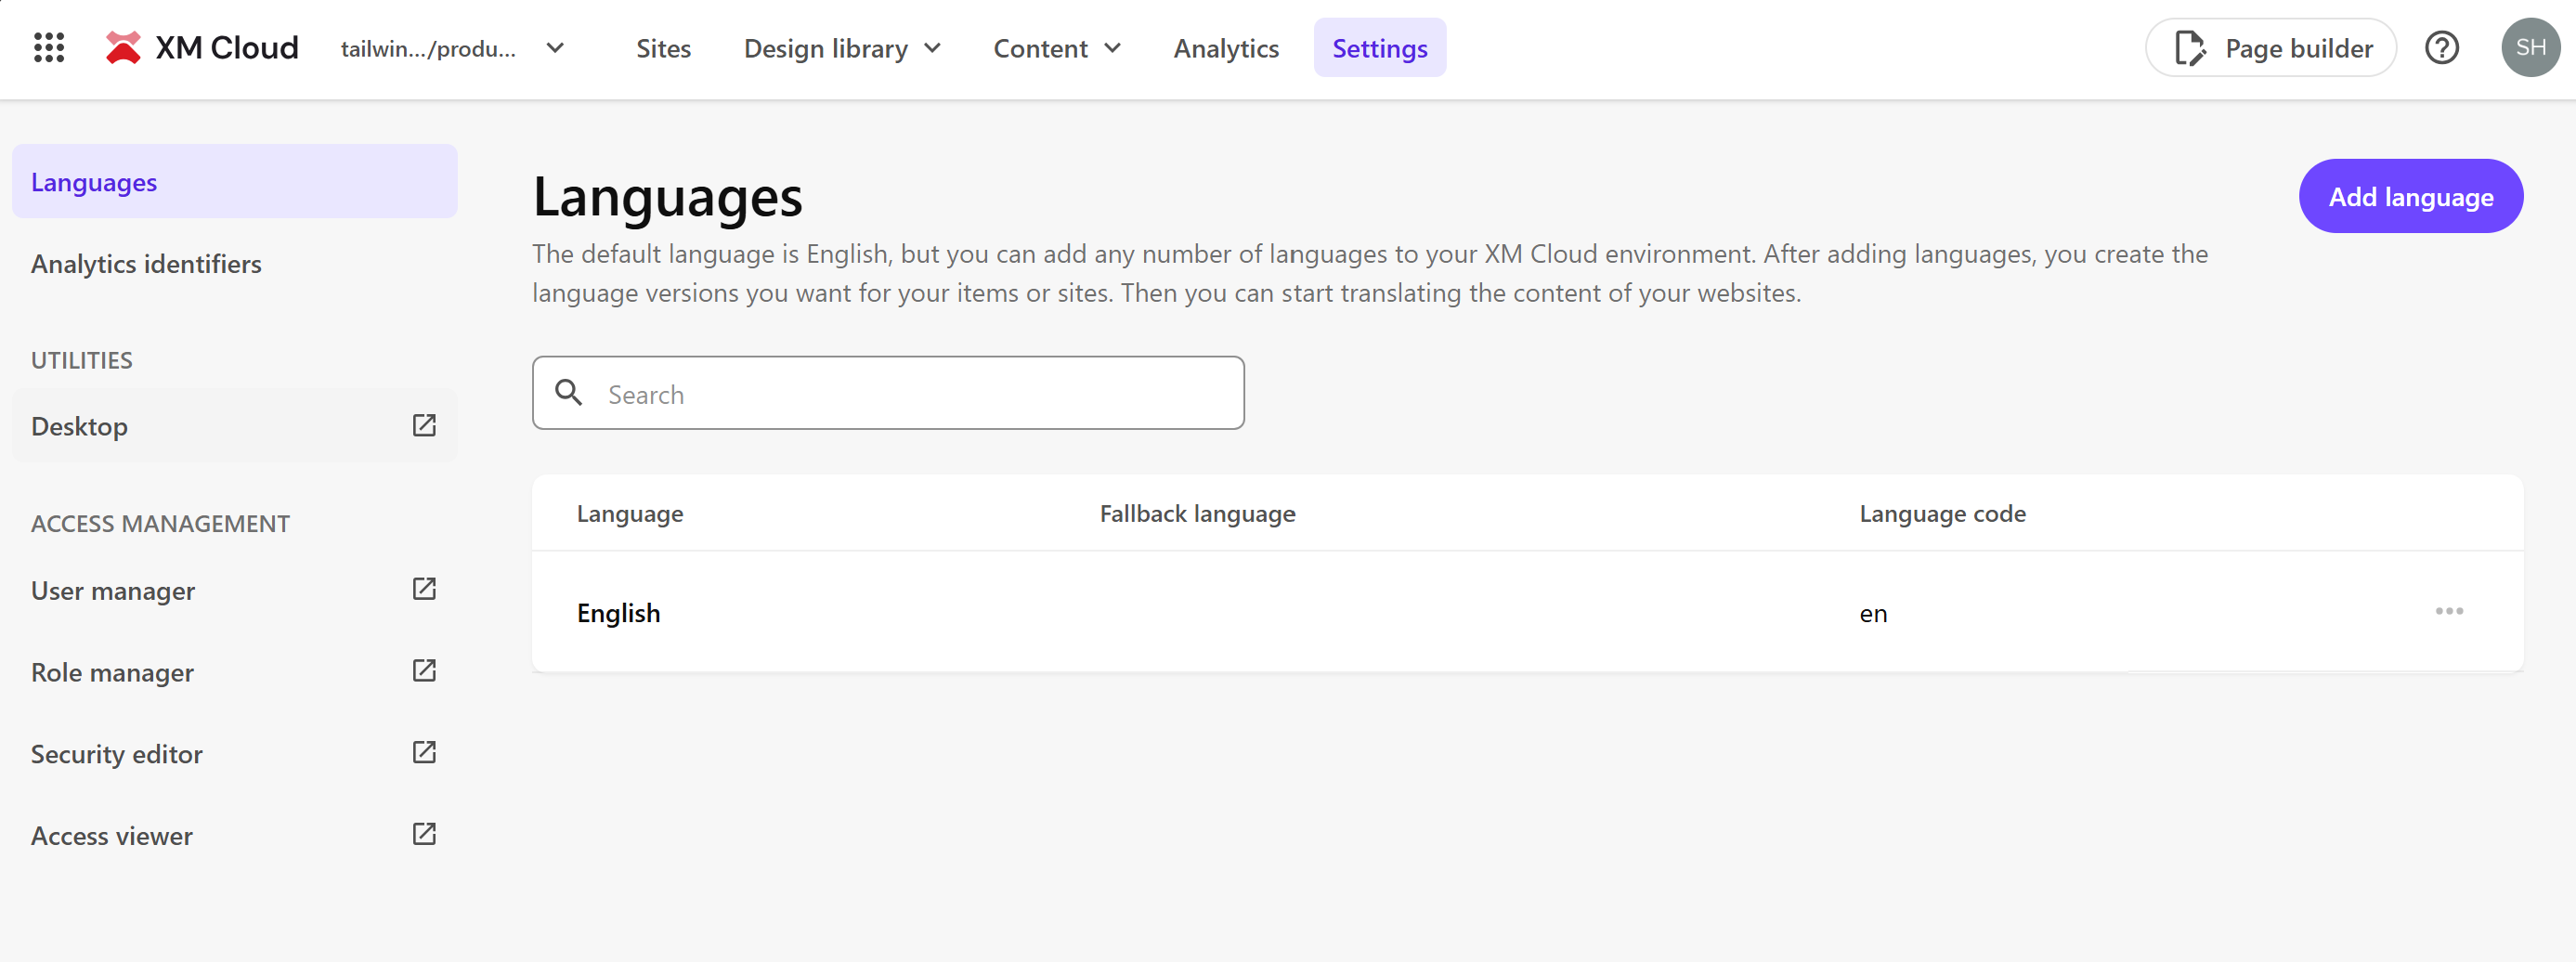 XM Cloud
tailwin.../produ...
Sites
Design library
Content
Analytics
Settings
Page builder
SH
Languages
Analytics identifiers
UTILITIES
Desktop
ACCESS MANAGEMENT
User manager
Role manager
Security editor
Access viewer
Languages
Add language
The default language is English, but you can add any number of languages to your XM Cloud environment. After adding languages, you create the
language versions you want for your items or sites. Then you can start translating the content of your websites.
Search
Language Fallback language Language code
English en